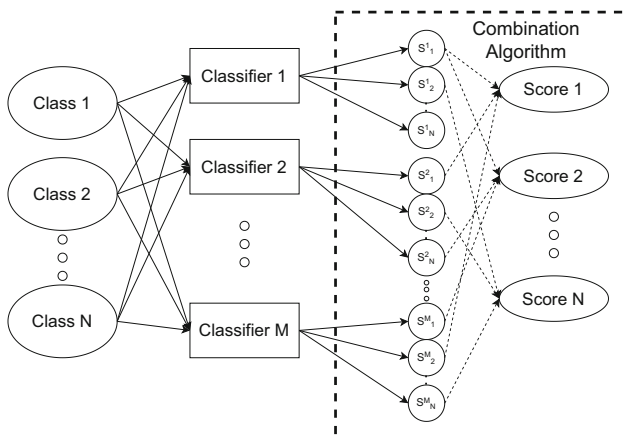 Combination
Algorithm
Class 1
Class 2
Class N
Classifier 1
Classifier 2
Classifier M
S¹₁
S¹₂
S¹N
S²₁
S²₂
S²N
Sᴹ₁
Sᴹ₂
SᴹN
Score 1
Score 2
Score N